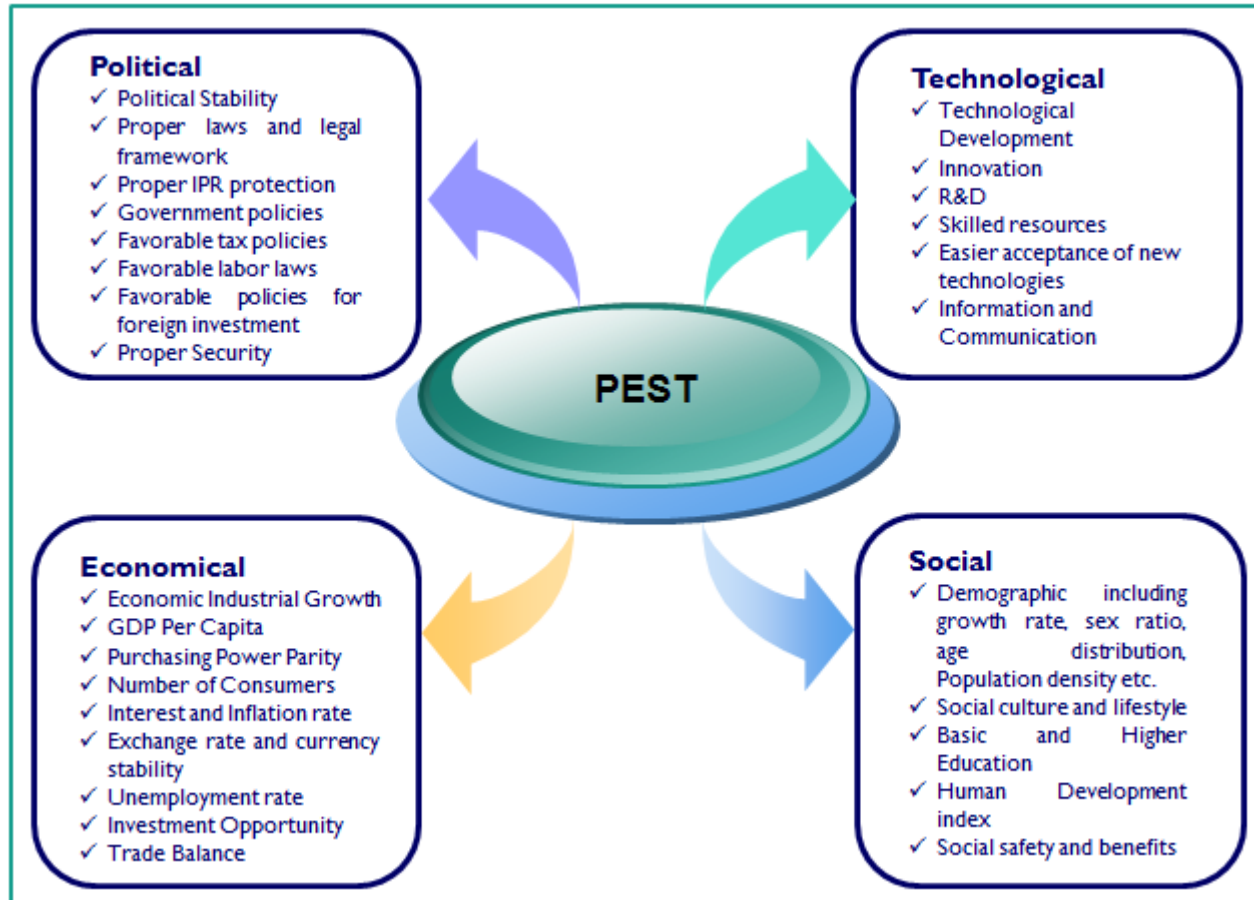 Political
✓ Political Stability
✓ Proper laws and legal
framework
✓ Proper IPR protection
✓ Government policies
✓ Favorable tax policies
✓ Favorable labor laws
✓ Favorable policies for
foreign investment
✓ Proper Security
Technological
✓ Technological
Development
✓ Innovation
✓ R&D
✓ Skilled resources
✓ Easier acceptance of new
technologies
✓ Information and
Communication
PEST
Economical
✓ Economic Industrial Growth
✓ GDP Per Capita
✓ Purchasing Power Parity
✓ Number of Consumers
✓ Interest and Inflation rate
✓ Exchange rate and currency
stability
✓ Unemployment rate
✓ Investment Opportunity
✓ Trade Balance
Social
✓ Demographic including
growth rate, sex ratio,
age distribution,
Population density etc.
✓ Social culture and lifestyle
✓ Basic and Higher
Education
✓ Human Development
index
✓ Social safety and benefits